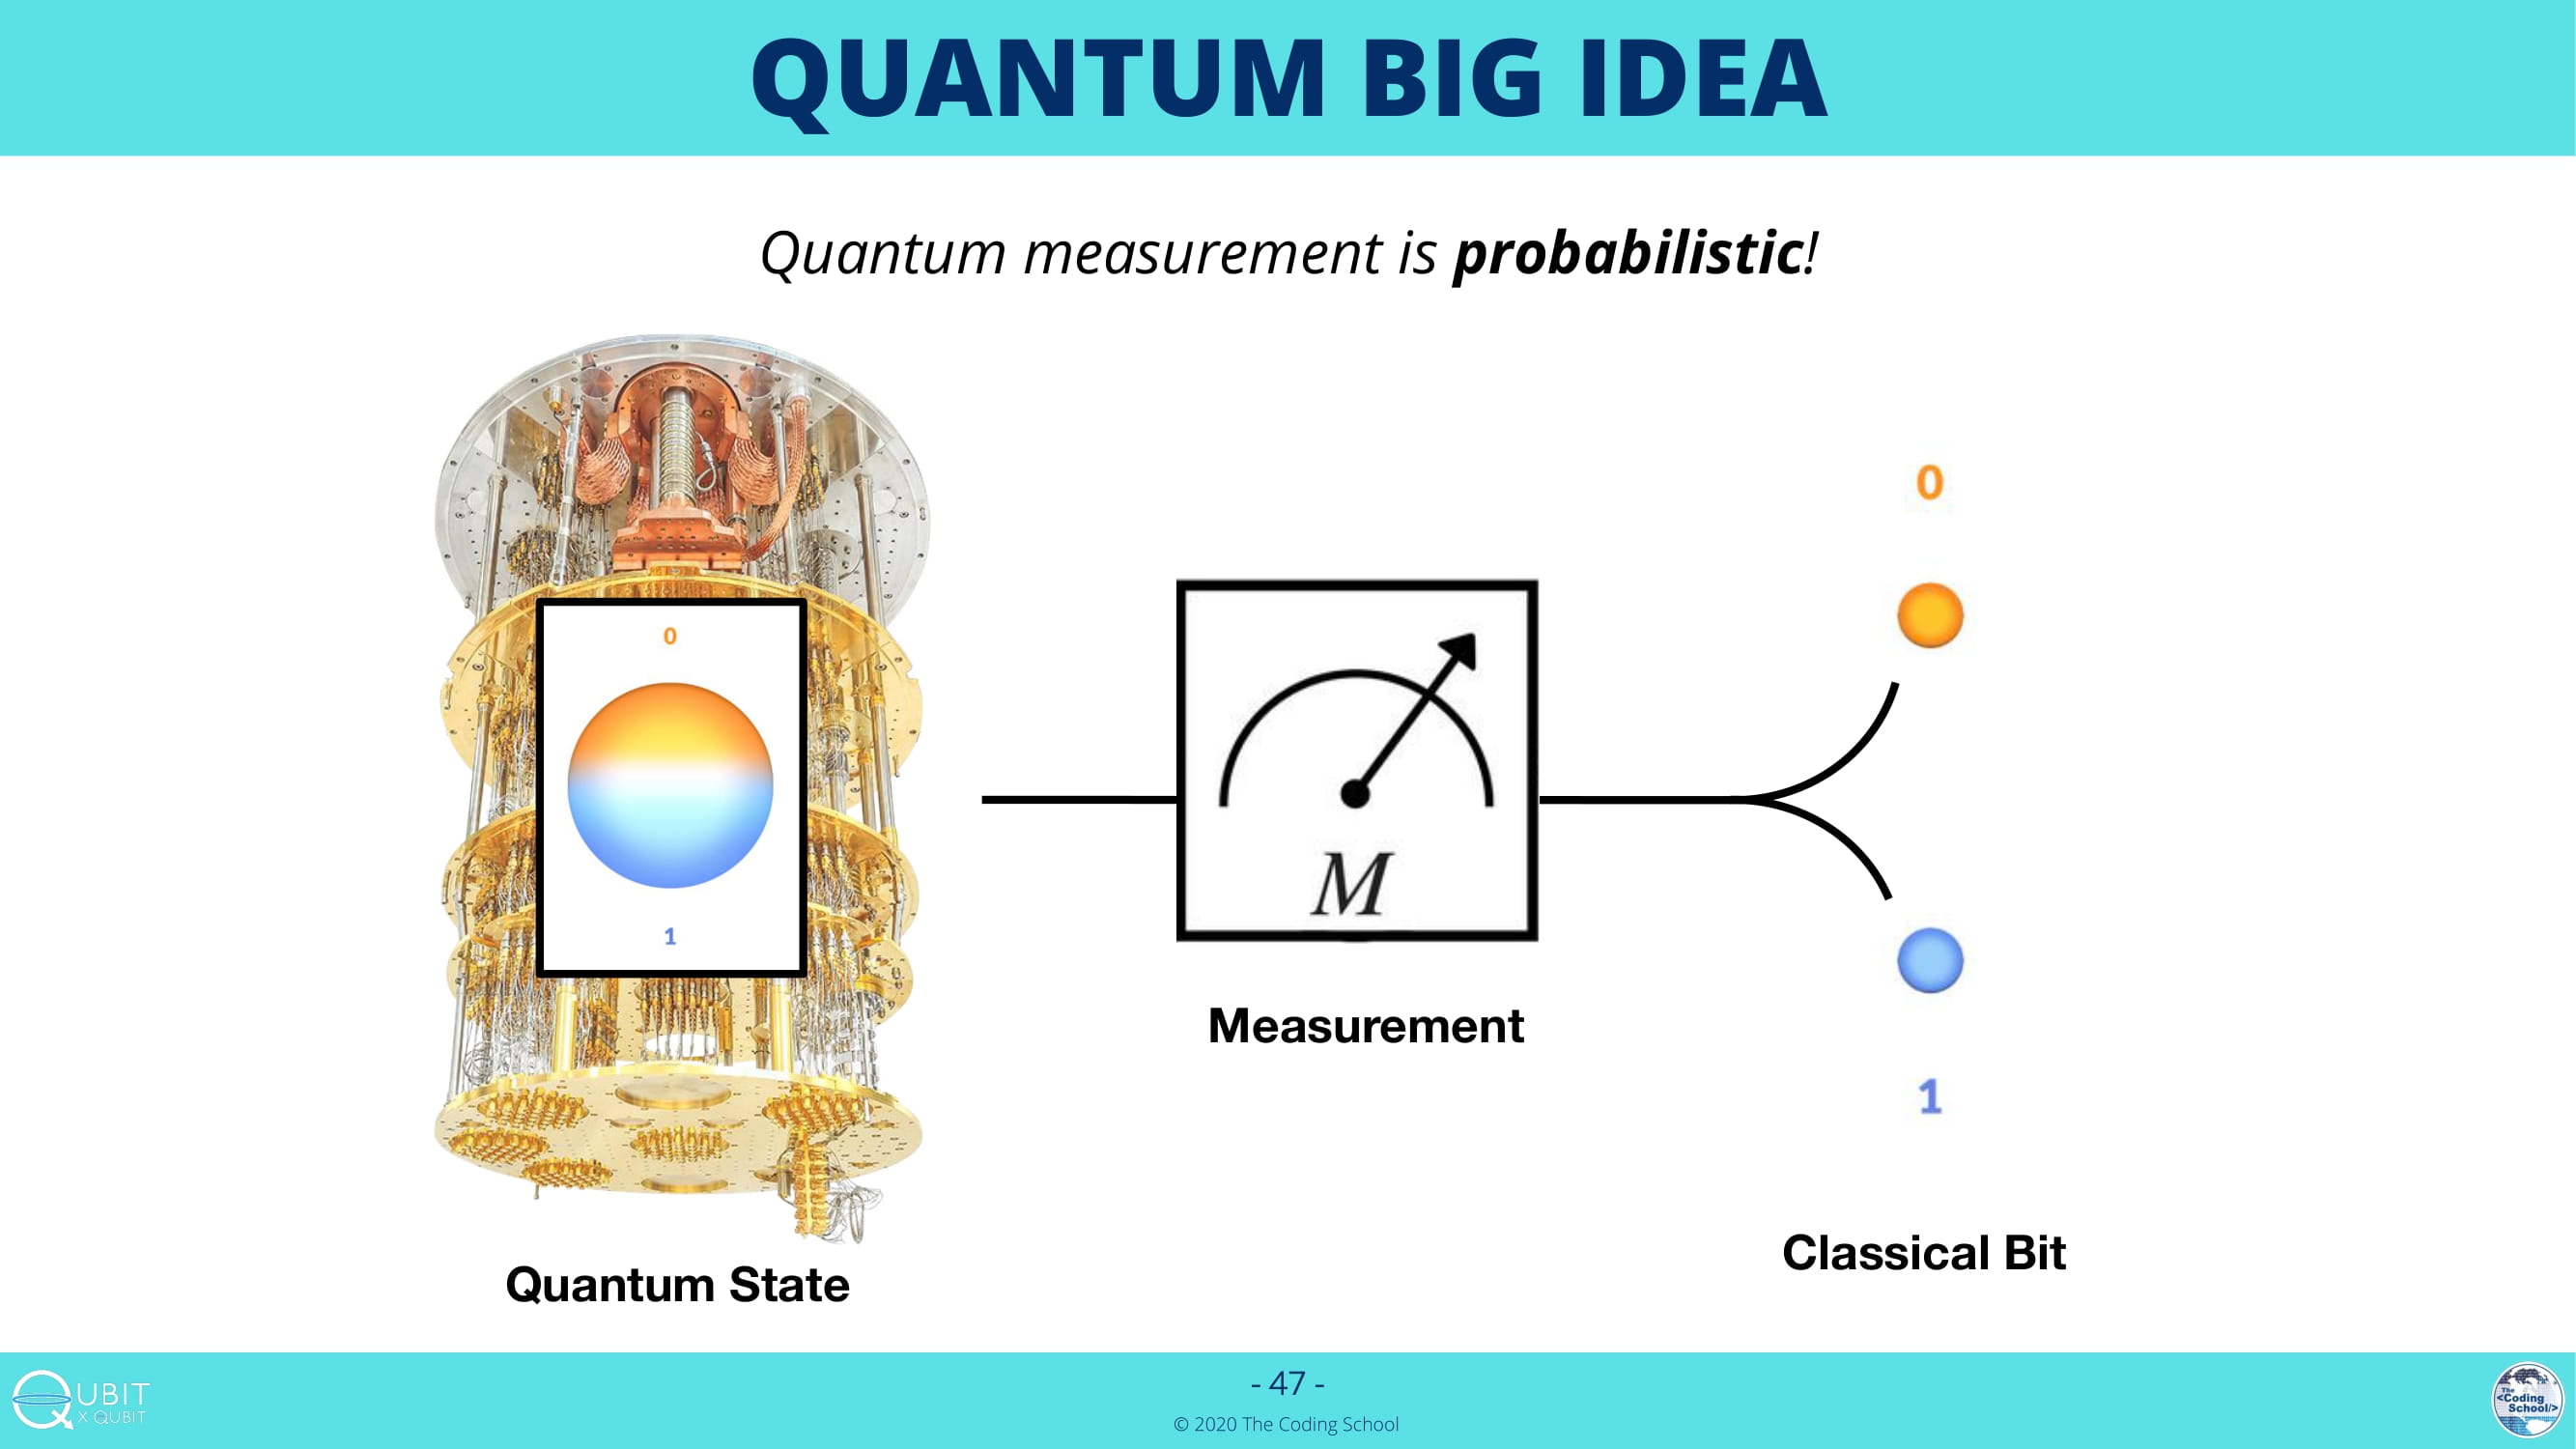 QUANTUM BIG IDEA
Quantum measurement is probabilistic!
0
1
Quantum State
M
Measurement
0
1
Classical Bit
QUBIT
X QUBIT
- 47 -
© 2020 The Coding School
The
<Coding
School/>